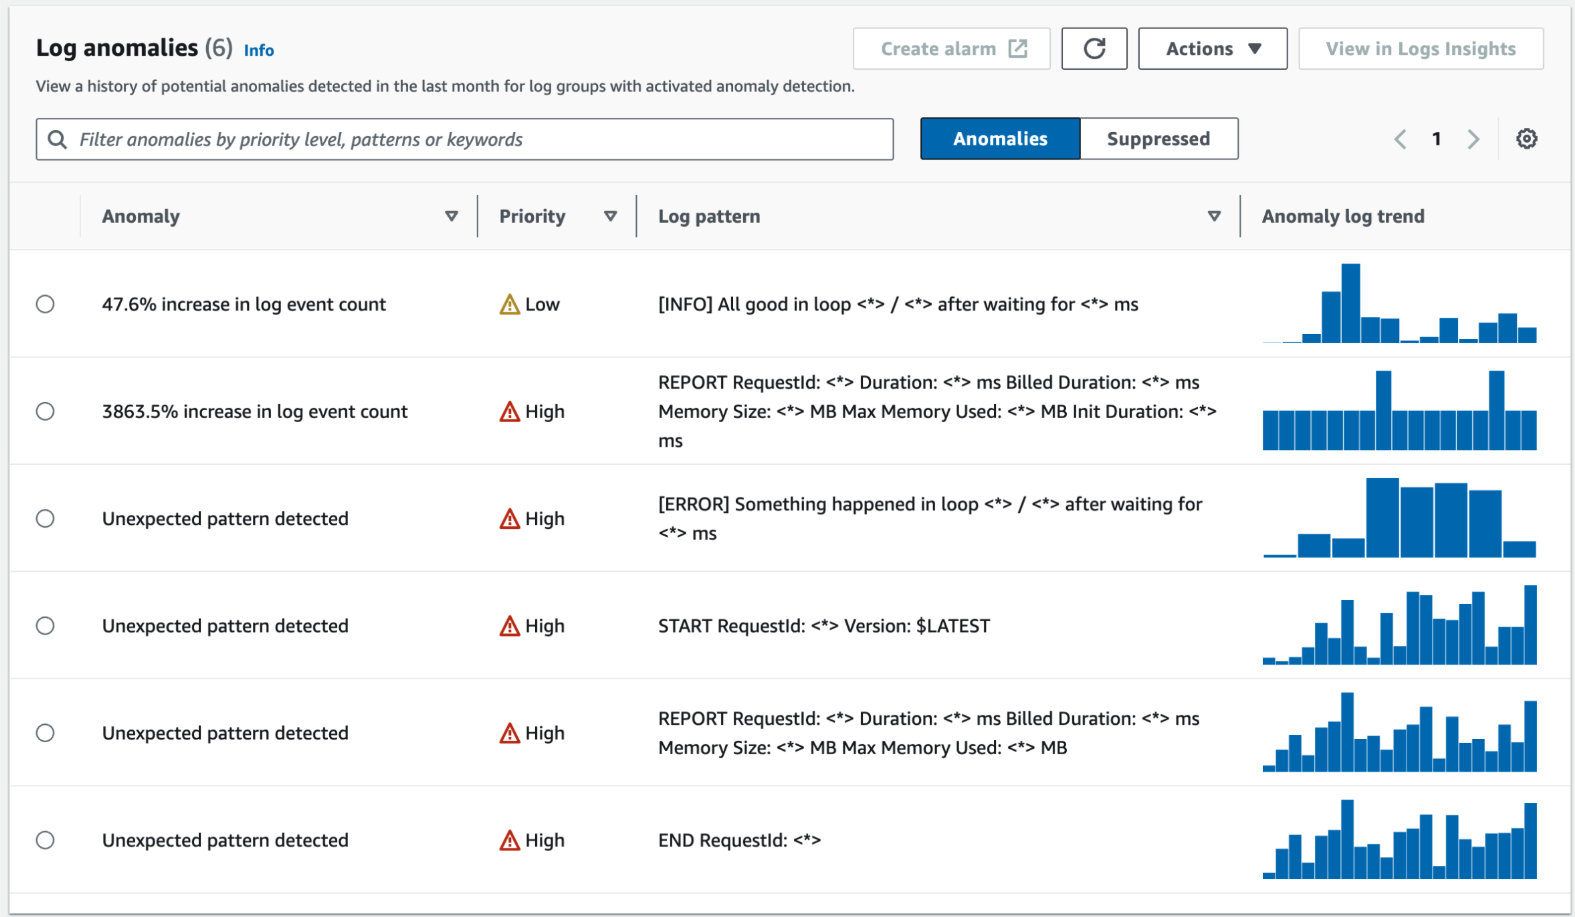 Log anomalies (6) Info
Create alarm
Actions
View in Logs Insights
View a history of potential anomalies detected in the last month for log groups with activated anomaly detection.
Filter anomalies by priority level, patterns or keywords
Anomalies
Suppressed
1
Anomaly
Priority
Log pattern
Anomaly log trend
47.6% increase in log event count
Low
[INFO] All good in loop <*> / <*> after waiting for <*> ms
3863.5% increase in log event count
High
REPORT RequestId: <*> Duration: <*> ms Billed Duration: <*> ms
Memory Size: <*> MB Max Memory Used: <*> MB Init Duration: <*>
ms
Unexpected pattern detected
High
[ERROR] Something happened in loop <*> / <*> after waiting for
<*> ms
Unexpected pattern detected
High
START RequestId: <*> Version: $LATEST
Unexpected pattern detected
High
REPORT RequestId: <*> Duration: <*> ms Billed Duration: <*> ms
Memory Size: <*> MB Max Memory Used: <*> MB
Unexpected pattern detected
High
END RequestId: <*>